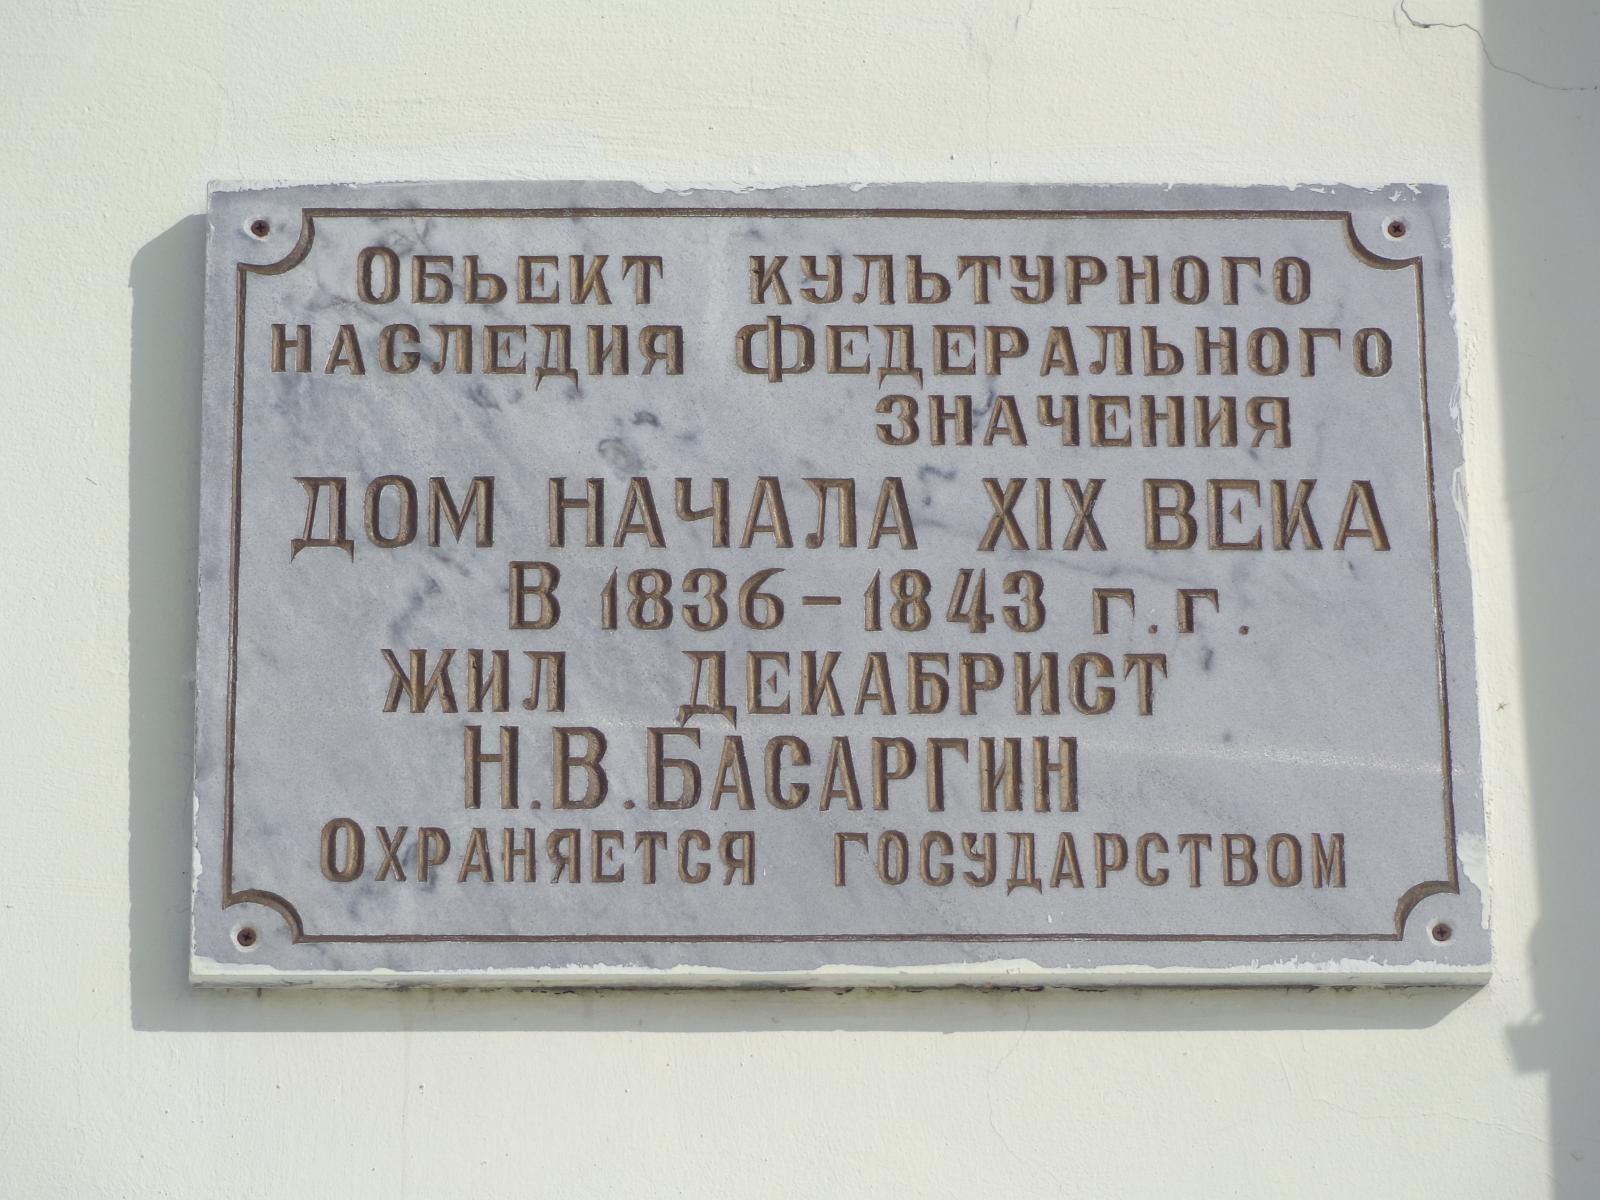 Обьект культурного
наследия федерального
значения
дом начала XIX века
в 1836-1843 г.г.
жил декабрист
Н.В.Басаргин
Охраняется государством